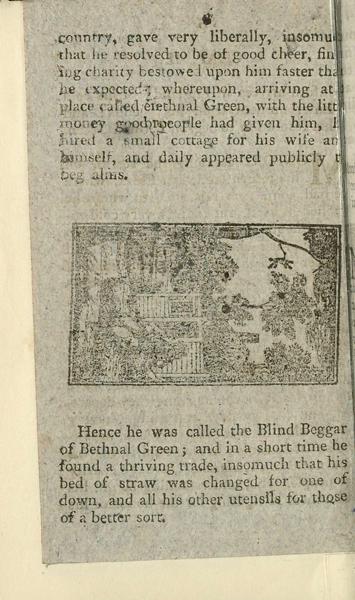 6
country, gave very liberally, insomu
that he resolved to be of good cheer, fin
ing charity bestowed upon him faster tha
he expected; whereupon, arriving at
place called Bethnal Green, with the litt
money good people had given him, h
hired a small cottage for his wife an
himself, and daily appeared publicly t
beg alms.
Hence he was called the Blind Beggar
of Bethnal Green; and in a short time he
found a thriving trade, insomuch that his
bed of straw was changed for one of
down, and all his other utensils for those
of a better sort.